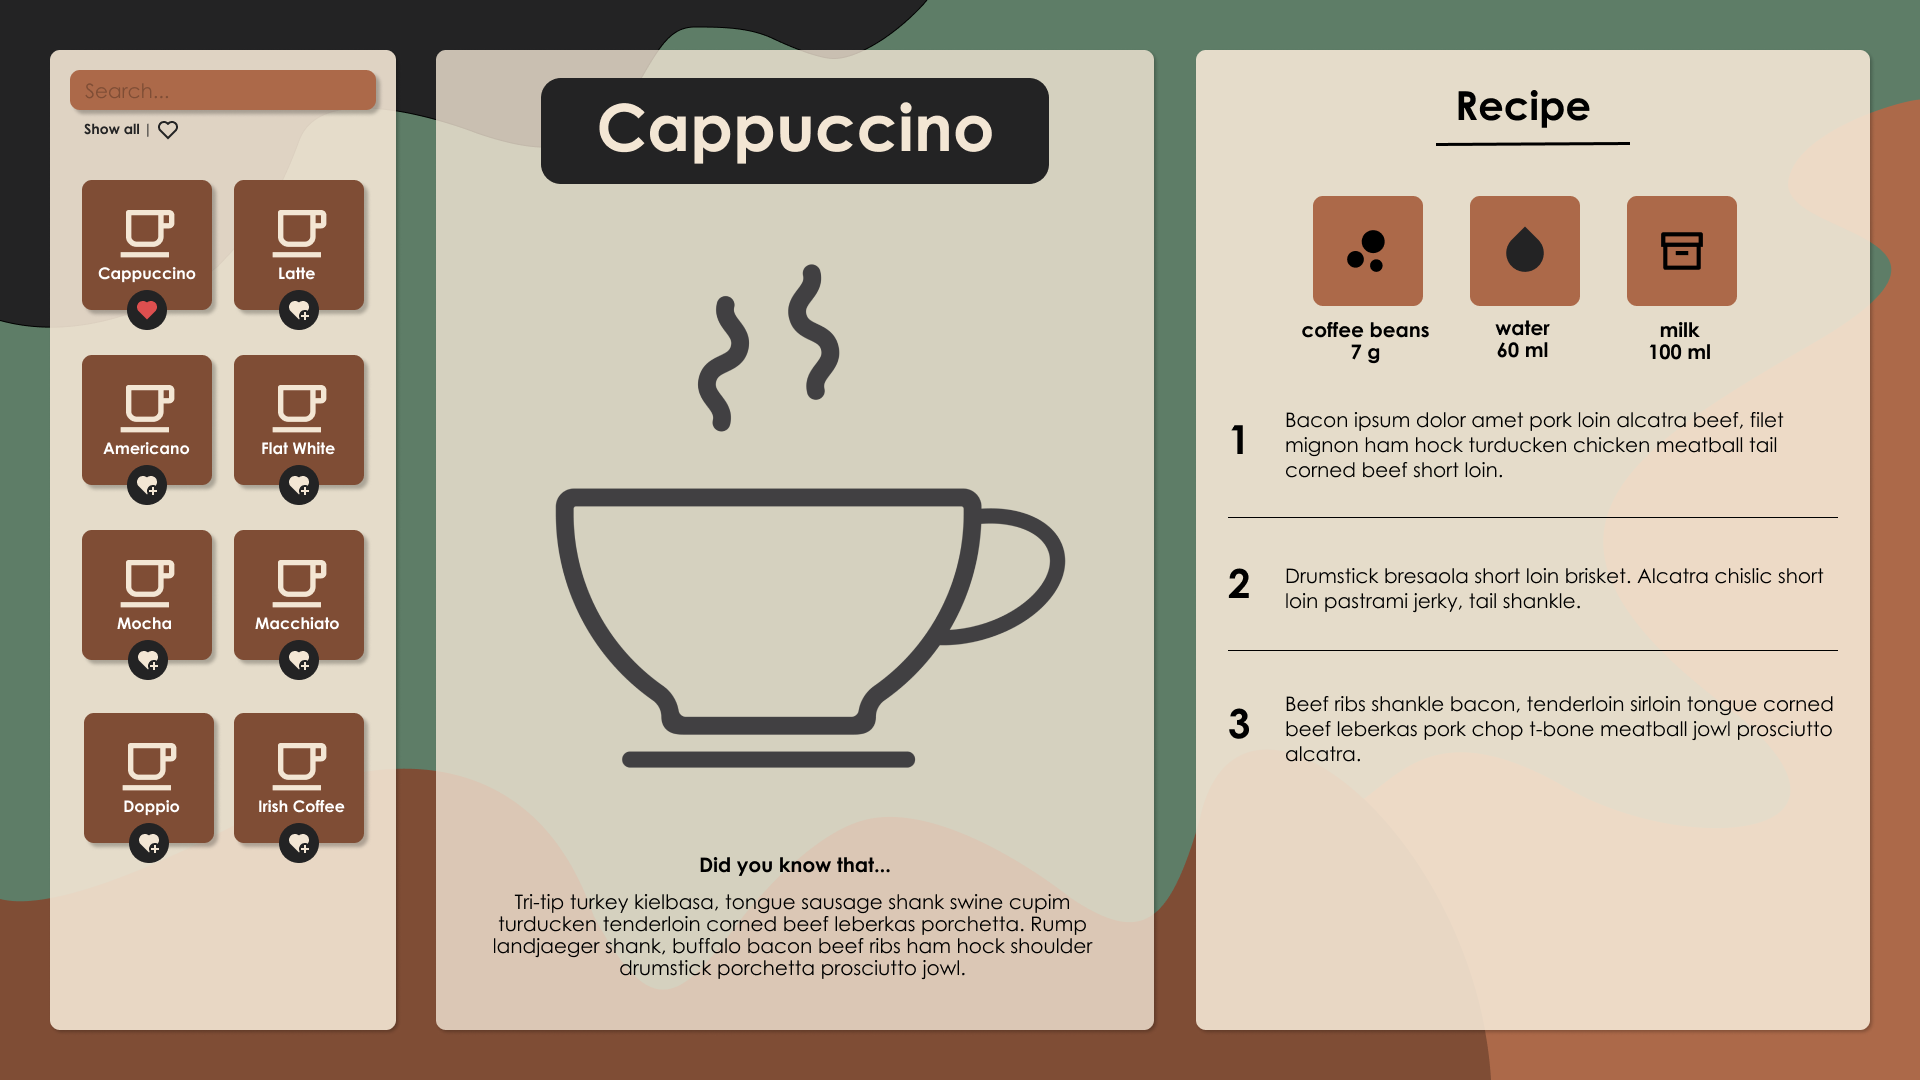 Search...
Show all |
Cappuccino
Latte
Americano
Flat White
Mocha
Macchiato
Doppio
Irish Coffee
Cappuccino
Did you know that...
Tri-tip turkey kielbasa, tongue sausage shank swine cupim
turducken tenderloin corned beef leberkas porchetta. Rump
landjaeger shank, buffalo bacon beef ribs ham hock shoulder
drumstick porchetta prosciutto jowl.
Recipe
coffee beans
7 g
water
60 ml
milk
100 ml
1
Bacon ipsum dolor amet pork loin alcatra beef, filet
mignon ham hock turducken chicken meatball tail
corned beef short loin.
2
Drumstick bresaola short loin brisket. Alcatra chislic short
loin pastrami jerky, tail shankle.
3
Beef ribs shankle bacon, tenderloin sirloin tongue corned
beef leberkas pork chop t-bone meatball jowl prosciutto
alcatra.